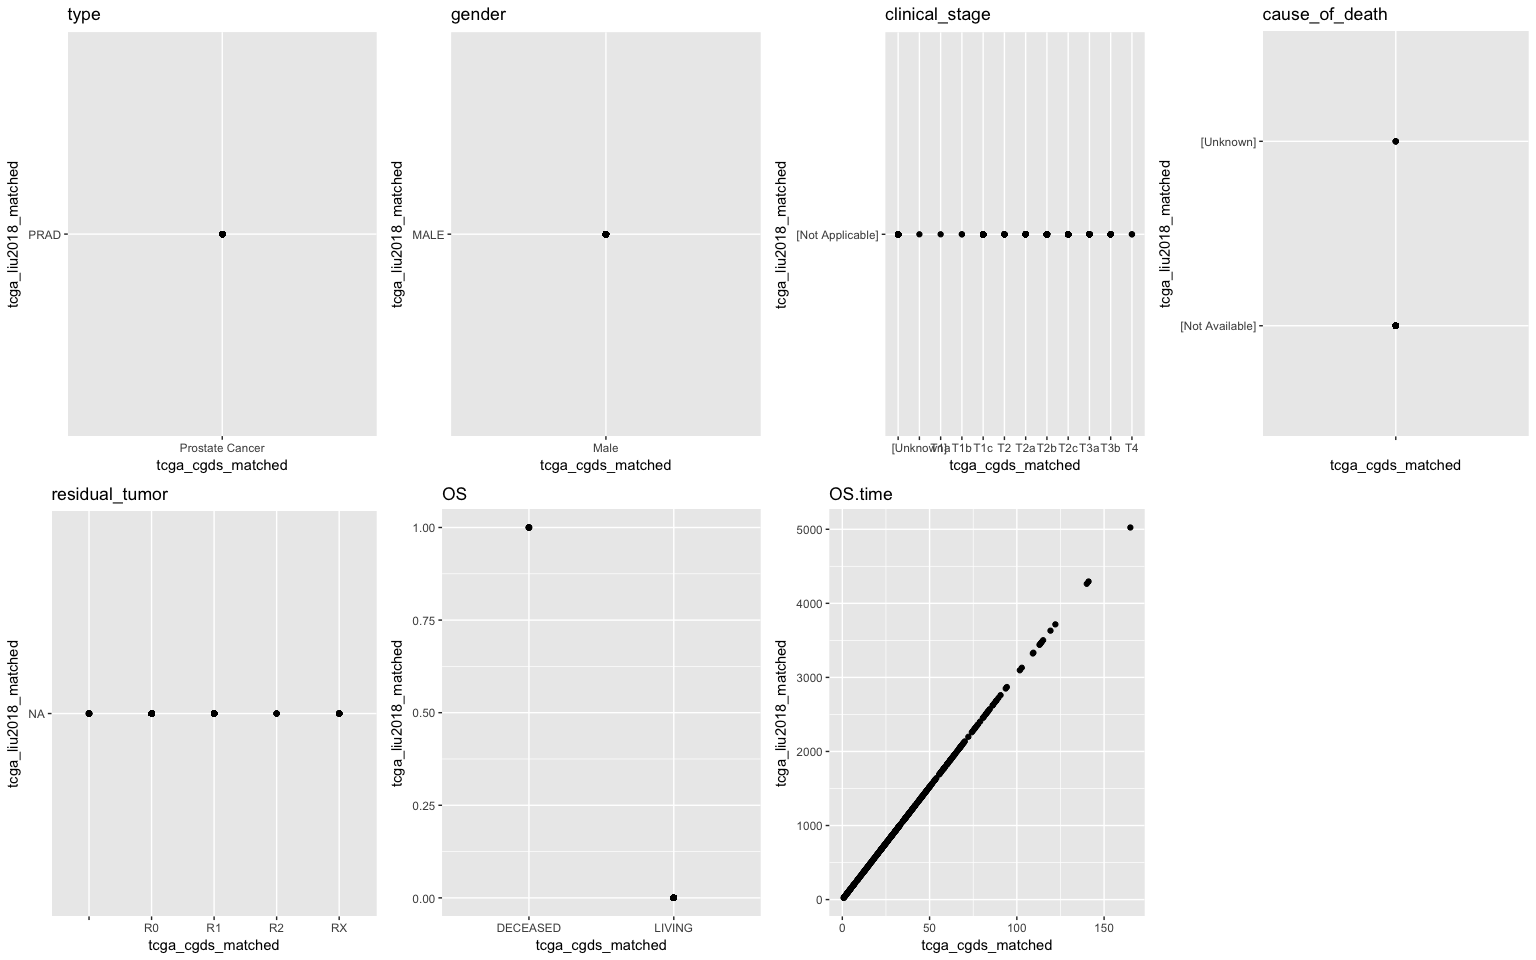 type
tcga_liu2018_matched
PRAD
Prostate Cancer
tcga_cgds_matched
gender
tcga_liu2018_matched
MALE
Male
tcga_cgds_matched
clinical_stage
tcga_liu2018_matched
[Not Applicable]
[Unknown] T1a T1b T1c T2 T2a T2b T2c T3a T3b T4
tcga_cgds_matched
cause_of_death
tcga_liu2018_matched
[Unknown]
[Not Available]
tcga_cgds_matched
residual_tumor
tcga_liu2018_matched
NA
R0 R1 R2 RX
tcga_cgds_matched
OS
tcga_liu2018_matched
1.00
0.75
0.50
0.25
0.00
DECEASED LIVING
tcga_cgds_matched
OS.time
tcga_liu2018_matched
5000
4000
3000
2000
1000
0
0 50 100 150
tcga_cgds_matched